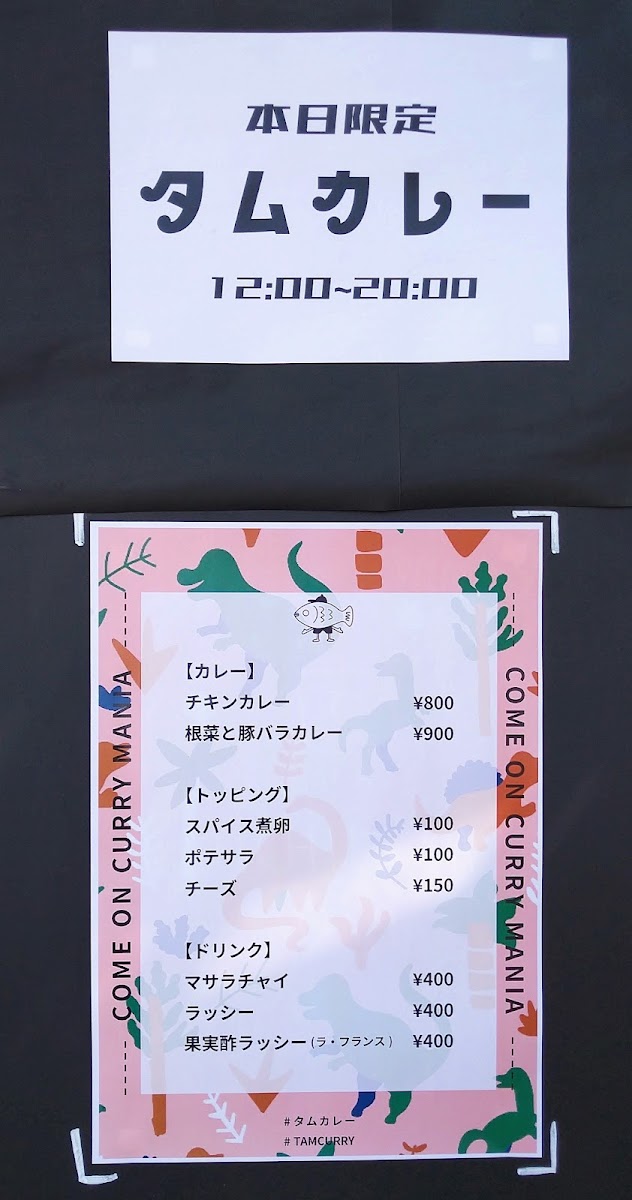 本日限定
タムカレー
12:00~20:00
COME ON CURRY MANIA
COME ON CURRY MANIA
【カレー】
チキンカレー ¥800
根菜と豚バラカレー ¥900
【トッピング】
スパイス煮卵 ¥100
ポテサラ ¥100
チーズ ¥150
【ドリンク】
マサラチャイ ¥400
ラッシー ¥400
果実酢ラッシー(ラ・フランス) ¥400
#タムカレー
# TAMCURRY